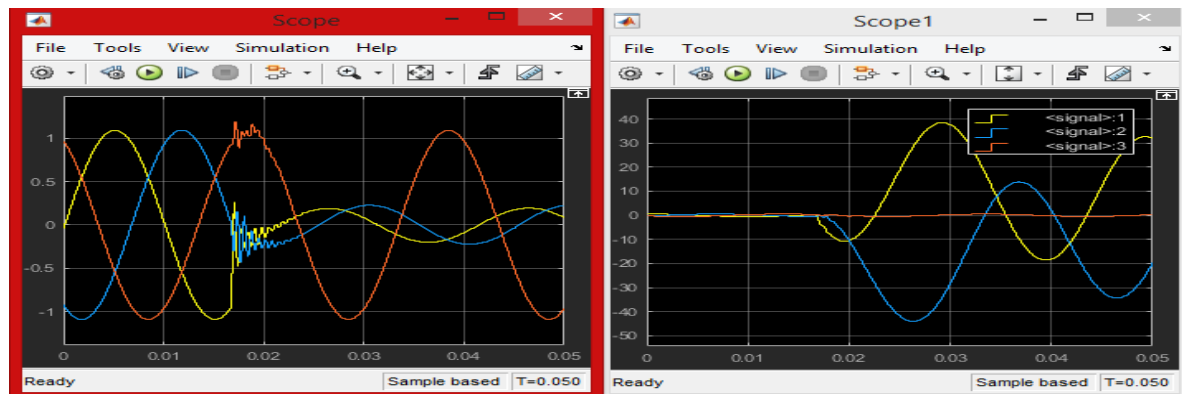 Scope
File Tools View Simulation Help
1
0.5
0
-0.5
-1
0 0.01 0.02 0.03 0.04 0.05
Ready Sample based T=0.050
Scope1
File Tools View Simulation Help
<signal>:1
<signal>:2
<signal>:3
40
30
20
10
0
-10
-20
-30
-40
-50
0 0.01 0.02 0.03 0.04 0.05
Ready Sample based T=0.050